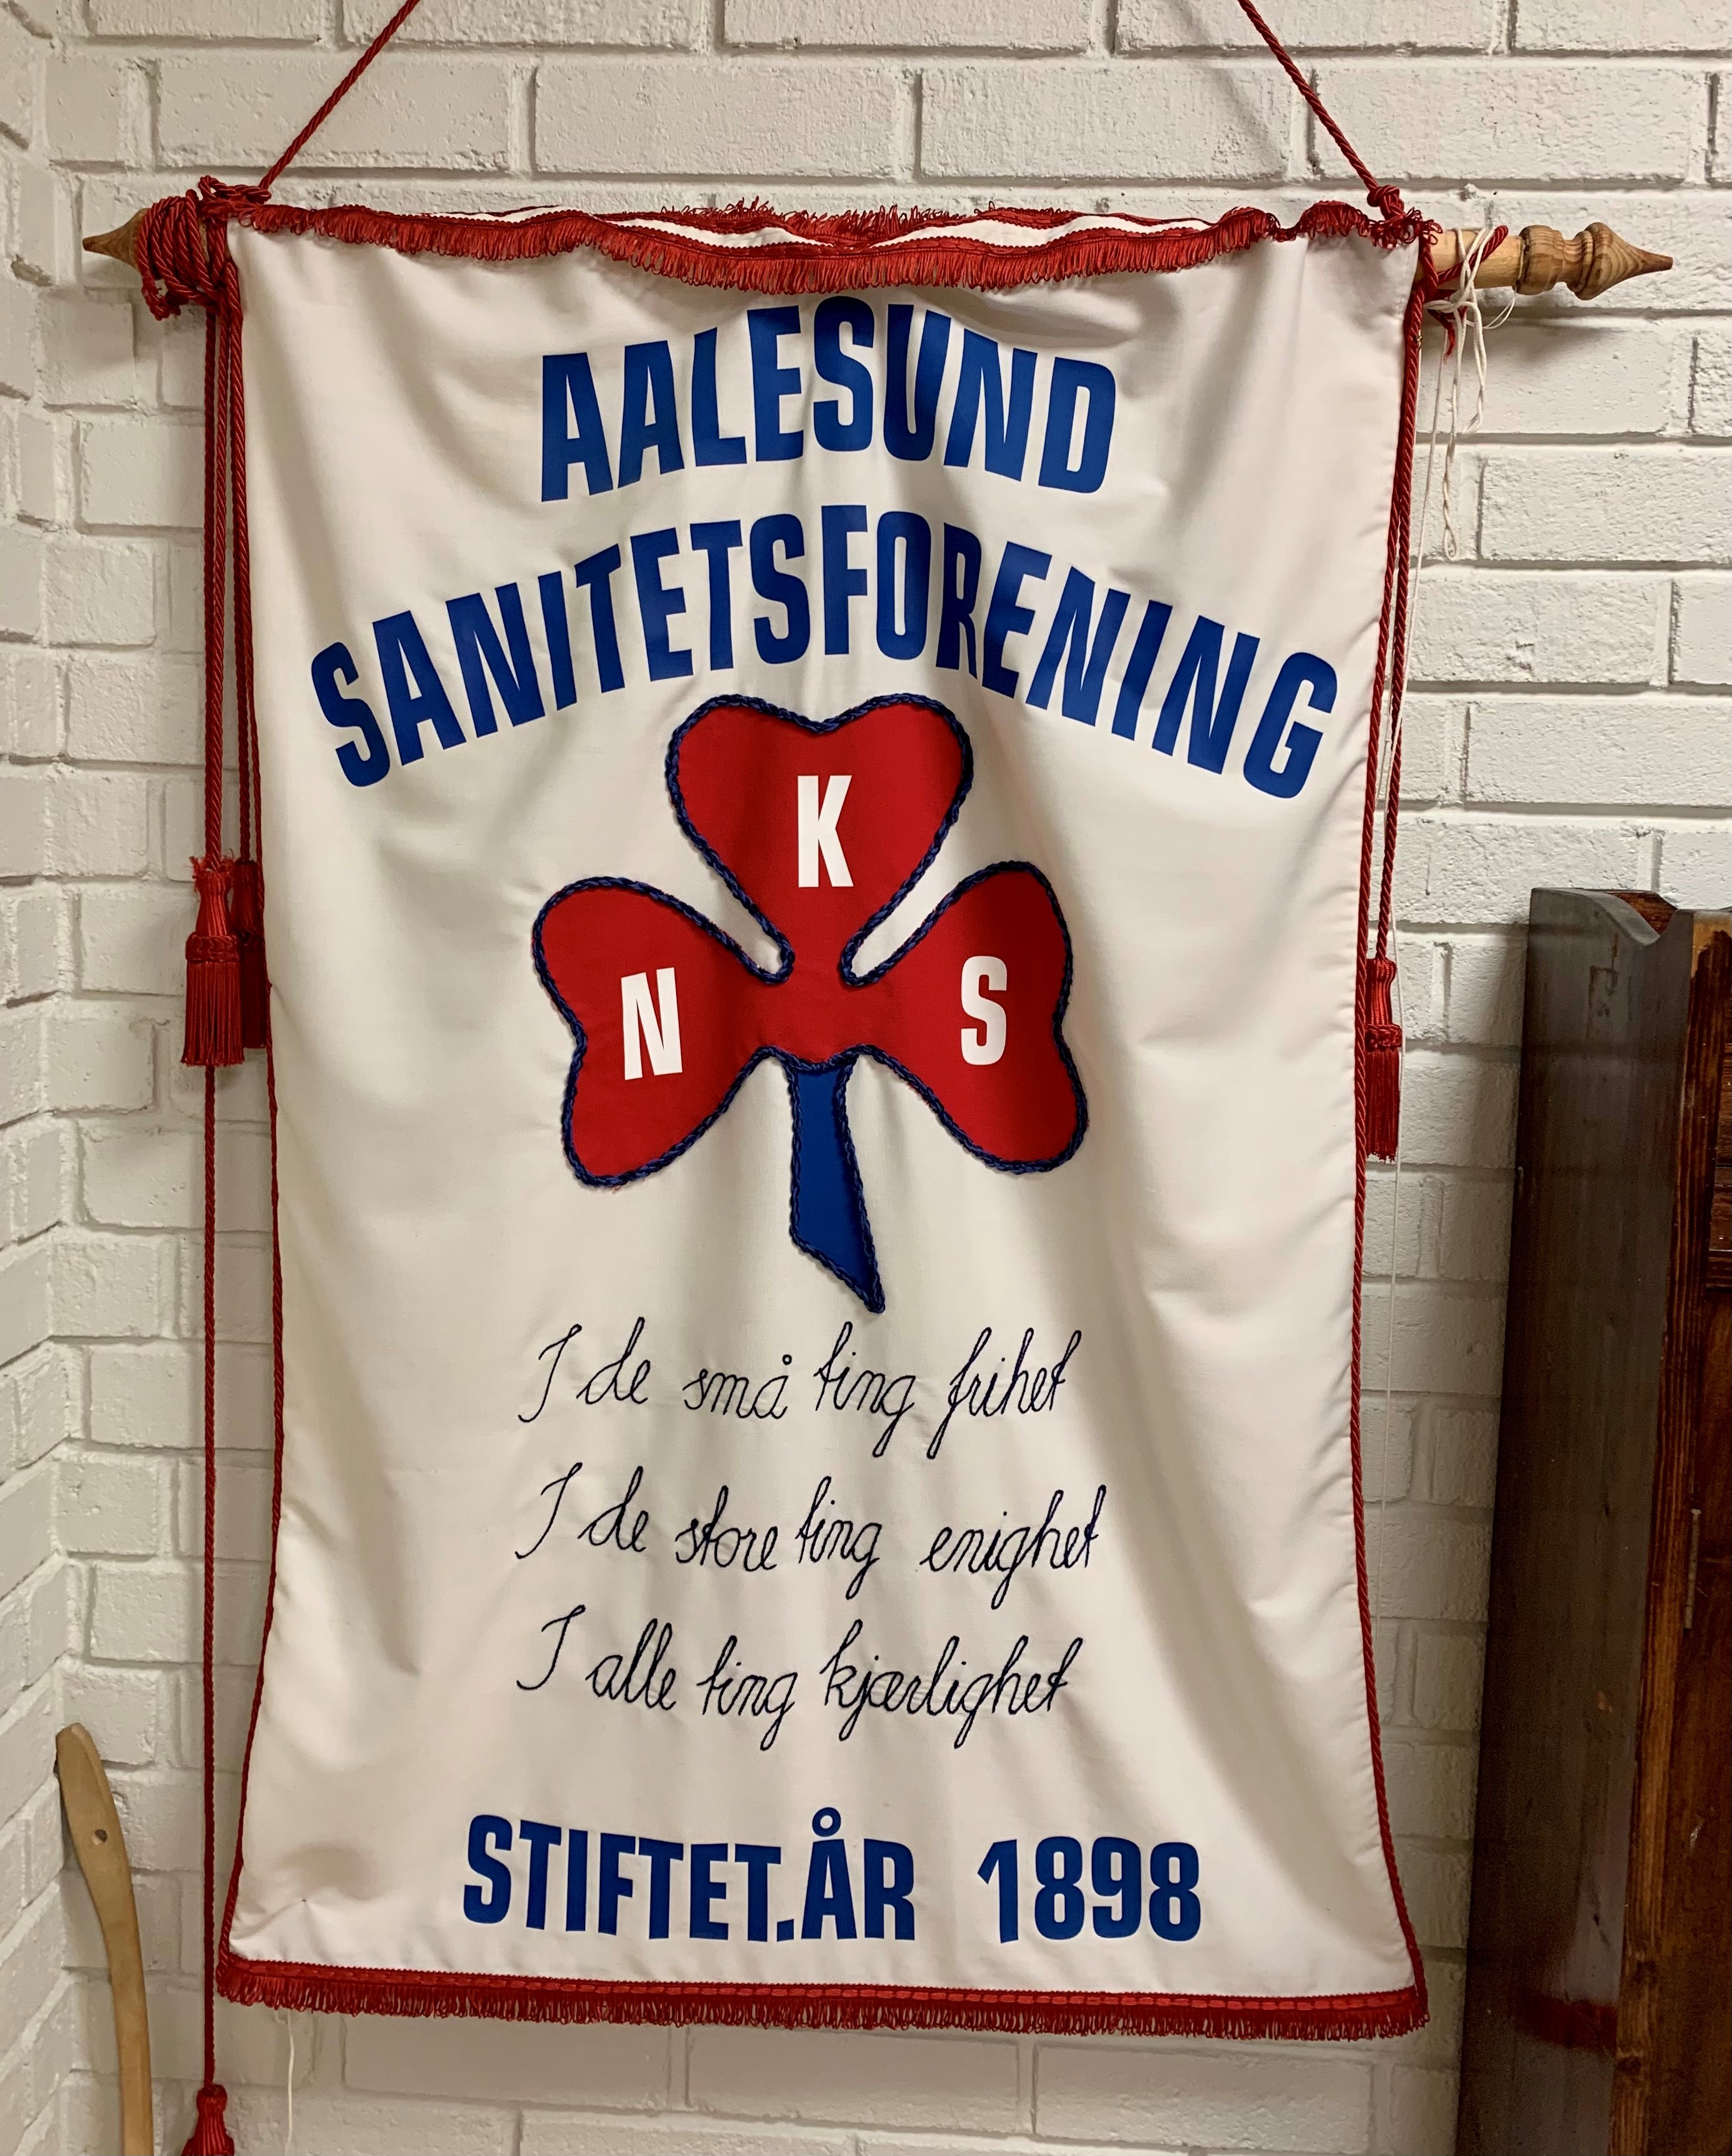 AALESUND
SANITETSFORENING
K
N S
I de små ting frihet
I de store ting enighet
I alle ting kjærlighet
STIFTET.ÅR 1898